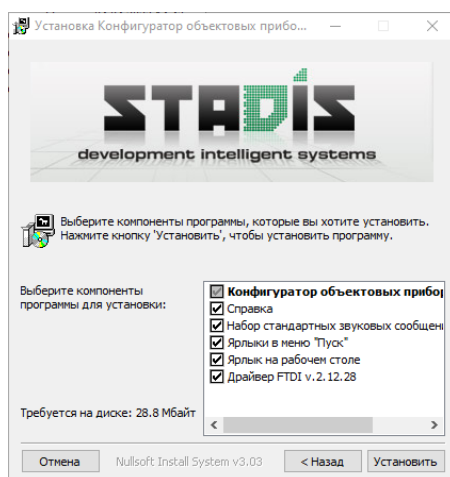 Установка Конфигуратор объектовых прибо...
STADIS
development intelligent systems
Выберите компоненты программы, которые вы хотите установить.
Нажмите кнопку 'Установить', чтобы установить программу.
Выберите компоненты
программы для установки:
Конфигуратор объектовых прибор
Справка
Набор стандартных звуковых сообщен
Ярлыки в меню "Пуск"
Ярлык на рабочем столе
Драйвер FTDI v.2.12.28
Требуется на диске: 28.8 Мбайт
Отмена
Nullsoft Install System v3.03
< Назад
Установить